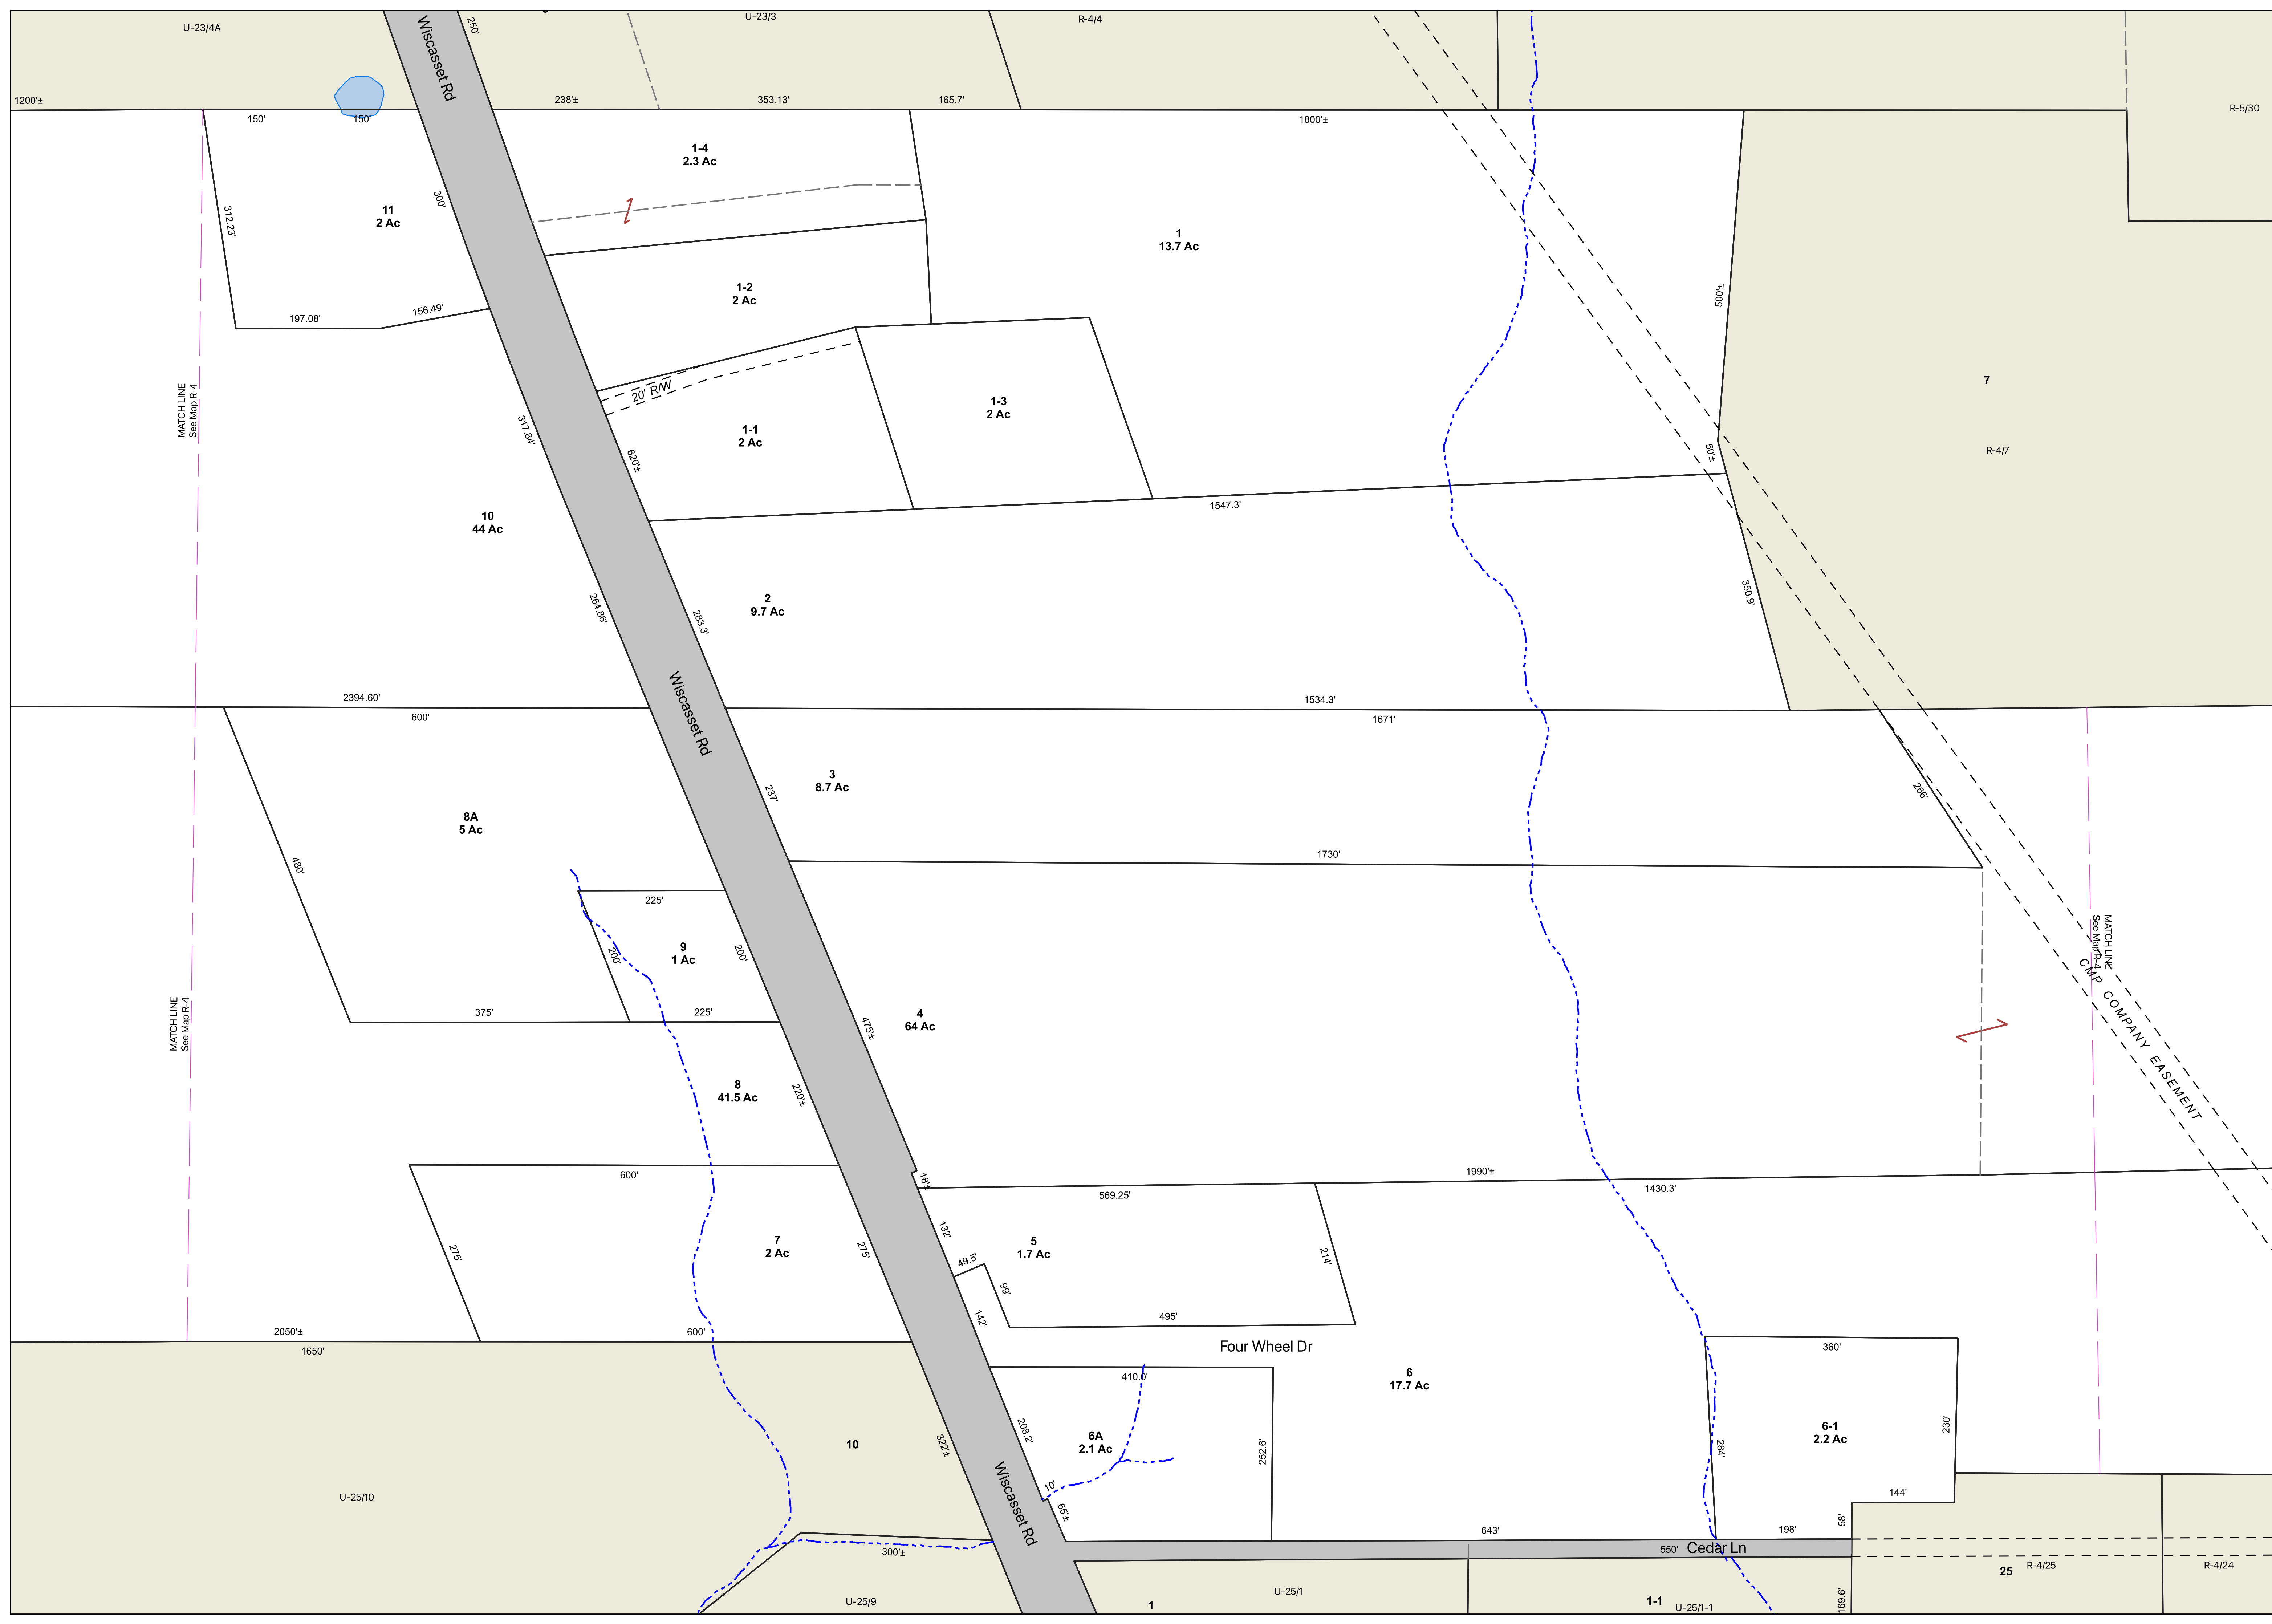 U-23/4A
Wiscasset Rd
250'
U-23/3
R-4/4
R-5/30
1200'±
150'
150'
238'±
353.13'
165.7'
1800'±
1-4
2.3 Ac
11
2 Ac
300'
312.23'
1
13.7 Ac
197.08'
156.49'
1-2
2 Ac
500'±
7
R-4/7
20' R/W
1-3
2 Ac
1-1
2 Ac
MATCH LINE
See Map R-4
317.84'
620'±
50'±
10
44 Ac
1547.3'
2
9.7 Ac
264.86'
283.3'
350.9'
2394.60'
600'
Wiscasset Rd
1534.3'
1671'
3
8.7 Ac
237'
266'
8A
5 Ac
480'
1730'
225'
9
1 Ac
200'
200'
375'
225'
MATCH LINE
See Map R-4
4
64 Ac
475'±
MATCH LINE
See Map R-4
CMP COMPANY EASEMENT
8
41.5 Ac
220'±
600'
18'±
1990'±
569.25'
1430.3'
132'
7
2 Ac
275'
275'
5
1.7 Ac
49.5'
99'
214'
142'
495'
2050'±
600'
1650'
Four Wheel Dr
410.0'
6
17.7 Ac
360'
6A
2.1 Ac
208.2'
252.6'
6-1
2.2 Ac
230'
284'
10
322'±
U-25/10
Wiscasset Rd
10'
65'±
144'
58'
643'
198'
300'±
550'
Cedar Ln
U-25/9
1
U-25/1
1-1
U-25/1-1
169.6'
25
R-4/25
R-4/24